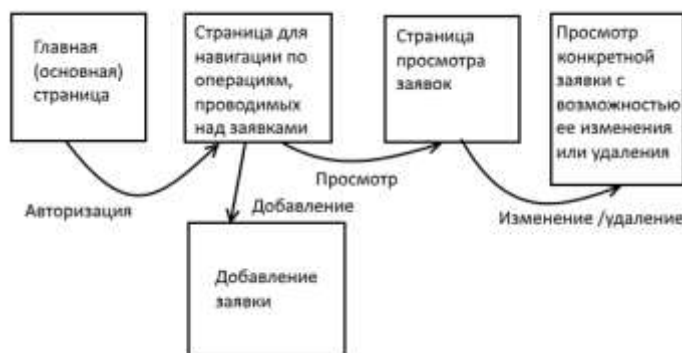 Главная
(основная)
страница
Страница для
навигации по
операциям,
проводимых
над заявками
Страница
просмотра
заявок
Просмотр
конкретной
заявки с
возможностью
ее изменения
или удаления
Авторизация
Добавление
Просмотр
Изменение /удаление
Добавление
заявки